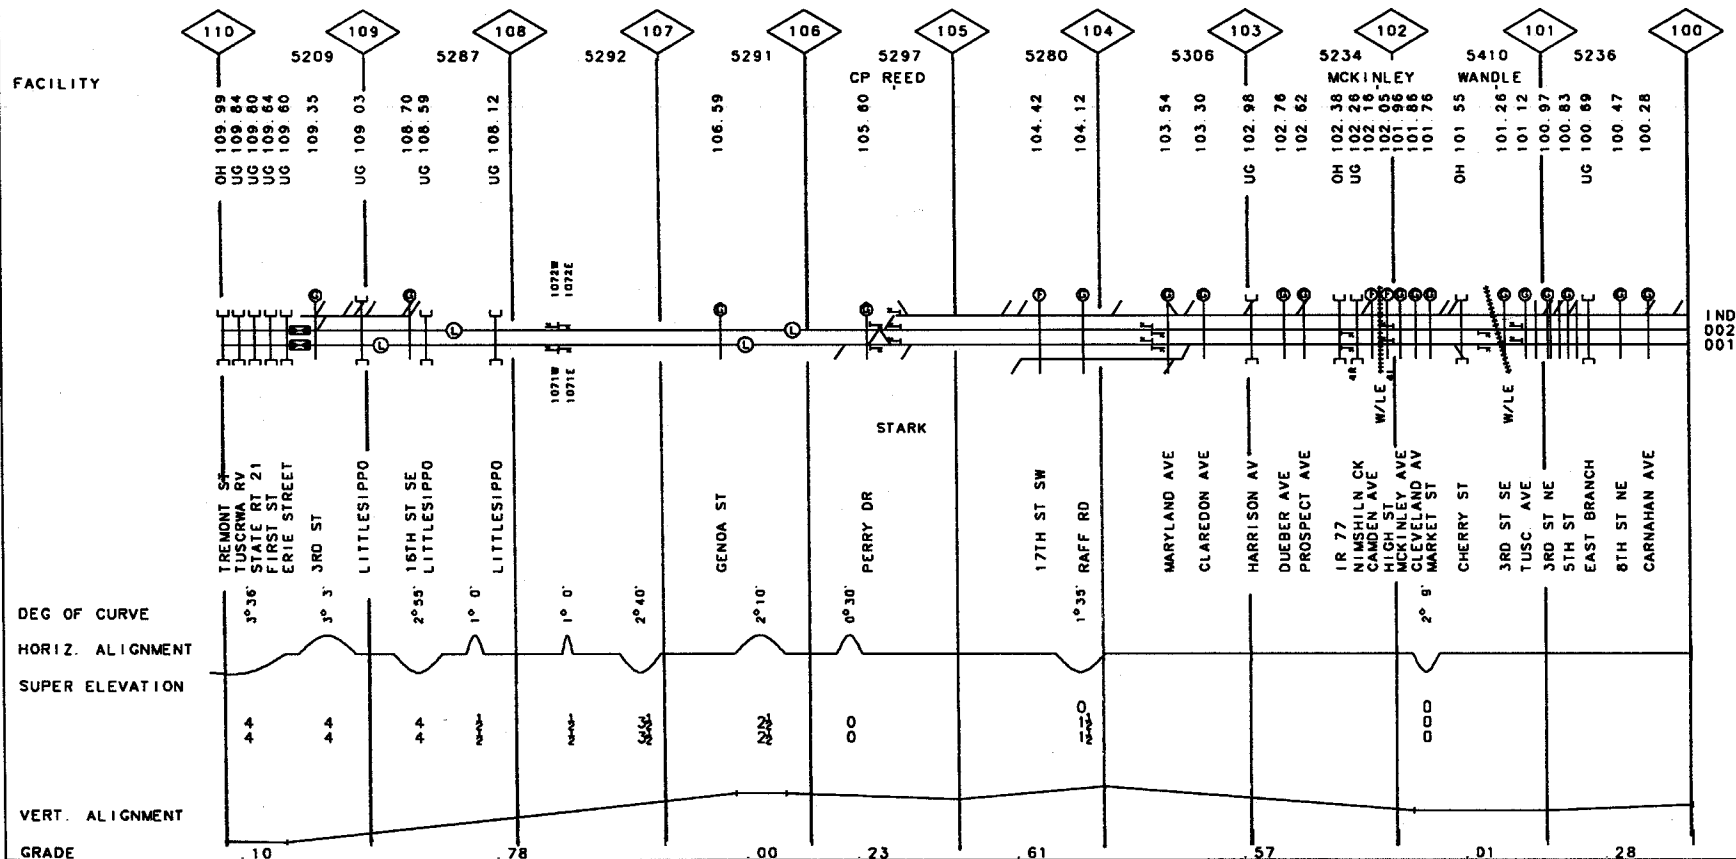 110 109 108 107 106 105 104 103 102 101 100
5209 5287 5292 5291 5297 5280 5306 5234 5410 5236
FACILITY CP REED MCKINLEY WANDLE
OH 109.99
UG 109.84
UG 109.80
UG 109.64
UG 109.60
109.35
UG 109 03
108.70
UG 108.59
UG 108.12
106.59
105.60
104.42
104.12
103.54
103.30
UG 102.98
102.76
102.62
OH 102.38
UG 102.26
102.16
102.05
101.96
101.86
101.76
OH 101 55
101.26
101 12
100.97
100.83
UG 100.69
100.47
100.28
1072W
1072E
L L L L
IND
002
001
1071W
1071E
4R
W/LE
4L
W/LE
STARK
TREMONT ST
TUSCRWA RV
STATE RT 21
FIRST ST
ERIE STREET
3RD ST
LITTLESIPPO
16TH ST SE
LITTLESIPPO
LITTLESIPPO
GENOA ST
PERRY DR
17TH ST SW
RAFF RD
MARYLAND AVE
CLAREDON AVE
HARRISON AV
DUEBER AVE
PROSPECT AVE
IR 77
NIMSHILLN CK
CAMDEN AVE
HIGH ST
MCKINLEY AVE
CLEVELAND AV
MARKET ST
CHERRY ST
3RD ST SE
TUSC. AVE
3RD ST NE
5TH ST
EAST BRANCH
8TH ST NE
CARNAHAN AVE
DEG OF CURVE 3°36' 3° 3' 2°55' 1° 0' 1° 0' 2°40' 2°10' 0°30' 1°35' 2° 9'
HORIZ. ALIGNMENT
SUPER ELEVATION
0 0
4 4 4 0 0
4 4 4 0 0
VERT. ALIGNMENT
GRADE .10 .78 .00 .23 .61 .57 .01 .28